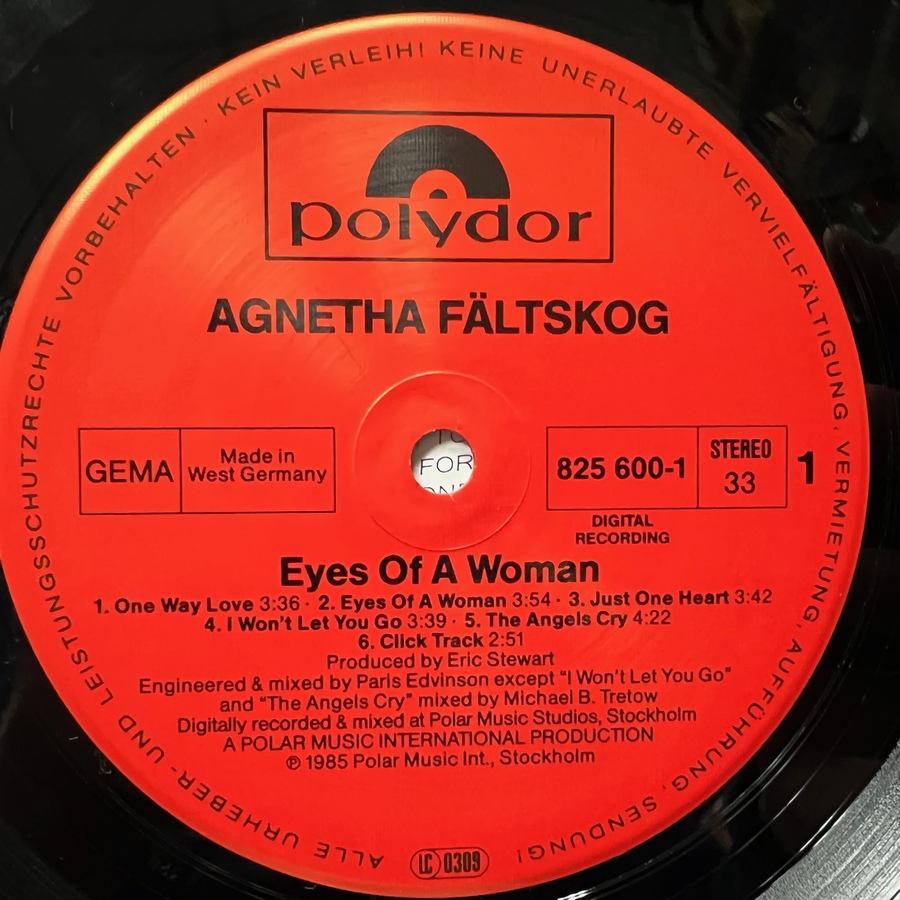 ALLE URHEBER- UND LEISTUNGSSCHUTZRECHTE VORBEHALTEN · KEIN VERLEIH! KEINE UNERLAUBTE VERVIELFÄLTIGUNG, VERMIETUNG, AUFFÜHRUNG, SENDUNG!
polydor
AGNETHA FÄLTSKOG
GEMA
Made in
West Germany
FOR
825 600-1
STEREO
33
1
DIGITAL
RECORDING
Eyes Of A Woman
1. One Way Love 3:36 · 2. Eyes Of A Woman 3:54 · 3. Just One Heart 3:42
4. I Won't Let You Go 3:39 · 5. The Angels Cry 4:22
6. Click Track 2:51
Produced by Eric Stewart
Engineered & mixed by Paris Edvinson except "I Won't Let You Go"
and "The Angels Cry" mixed by Michael B. Tretow
Digitally recorded & mixed at Polar Music Studios, Stockholm
A POLAR MUSIC INTERNATIONAL PRODUCTION
℗ 1985 Polar Music Int., Stockholm
LC 0309